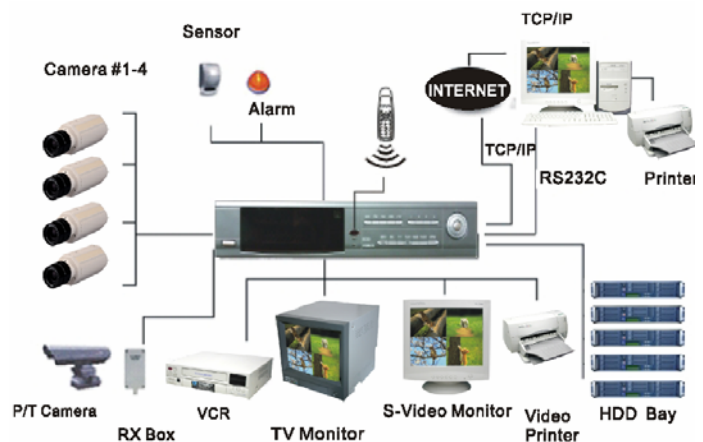 TCP/IP
Sensor
Camera #1-4
Alarm
INTERNET
TCP/IP
RS232C
Printer
P/T Camera
RX Box
VCR
TV Monitor
S-Video Monitor
Video
Printer
HDD Bay